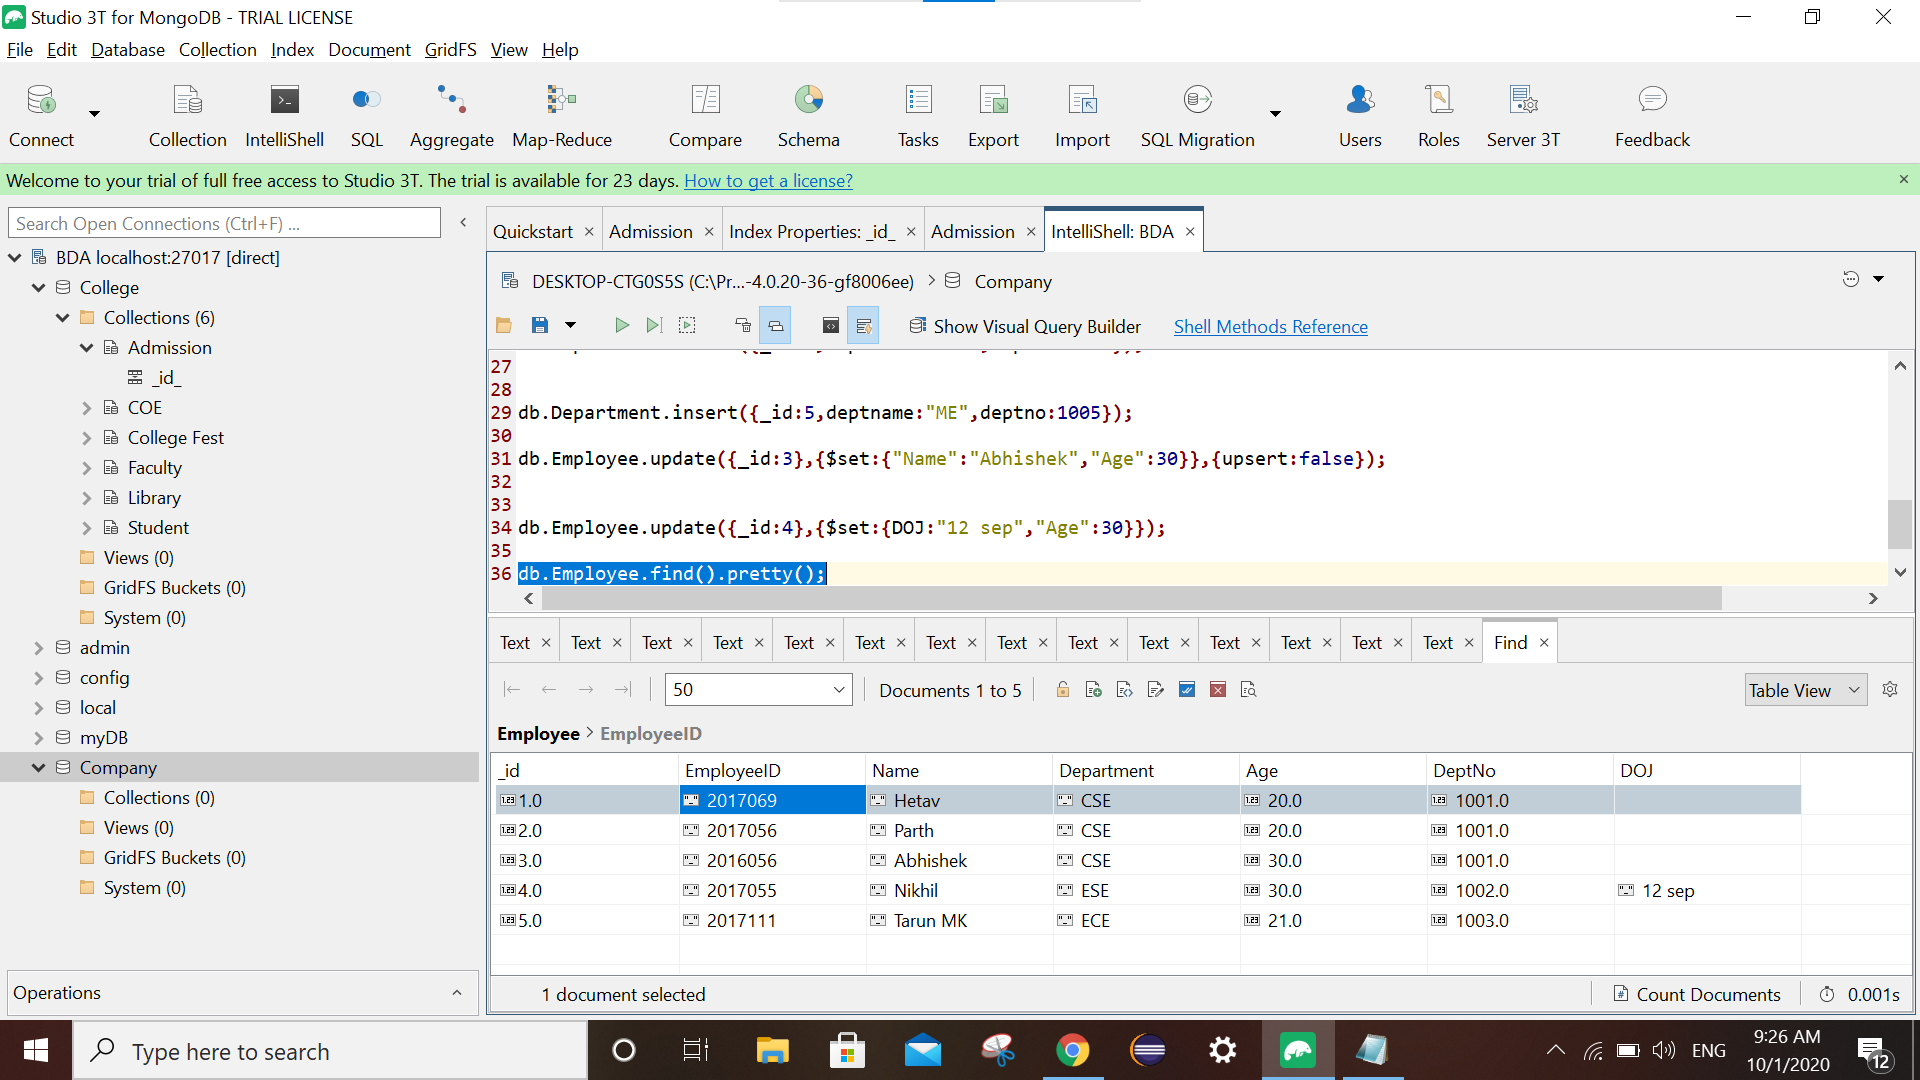 Studio 3T for MongoDB - TRIAL LICENSE
File Edit Database Collection Index Document GridFS View Help
Connect Collection IntelliShell SQL Aggregate Map-Reduce Compare Schema Tasks Export Import SQL Migration Users Roles Server 3T Feedback
Welcome to your trial of full free access to Studio 3T. The trial is available for 23 days. How to get a license?
Search Open Connections (Ctrl+F) ...
BDA localhost:27017 [direct]
College
Collections (6)
Admission
_id_
COE
College Fest
Faculty
Library
Student
Views (0)
GridFS Buckets (0)
System (0)
admin
config
local
myDB
Company
Collections (0)
Views (0)
GridFS Buckets (0)
System (0)
Operations
Quickstart Admission Index Properties: _id_ Admission IntelliShell: BDA
DESKTOP-CTG0S5S (C:\Pr...-4.0.20-36-gf8006ee) > Company
Show Visual Query Builder Shell Methods Reference
27
28
29 db.Department.insert({_id:5,deptname:"ME",deptno:1005});
30
31 db.Employee.update({_id:3},{$set:{"Name":"Abhishek","Age":30}},{upsert:false});
32
33
34 db.Employee.update({_id:4},{$set:{DOJ:"12 sep","Age":30}});
35
36 db.Employee.find().pretty();
Text Text Text Text Text Text Text Text Text Text Text Text Text Text Find
50 Documents 1 to 5 Table View
Employee > EmployeeID
_id EmployeeID Name Department Age DeptNo DOJ
1.0 2017069 Hetav CSE 20.0 1001.0
2.0 2017056 Parth CSE 20.0 1001.0
3.0 2016056 Abhishek CSE 30.0 1001.0
4.0 2017055 Nikhil ESE 30.0 1002.0 12 sep
5.0 2017111 Tarun MK ECE 21.0 1003.0
1 document selected Count Documents 0.001s
Type here to search
ENG
9:26 AM
10/1/2020
12